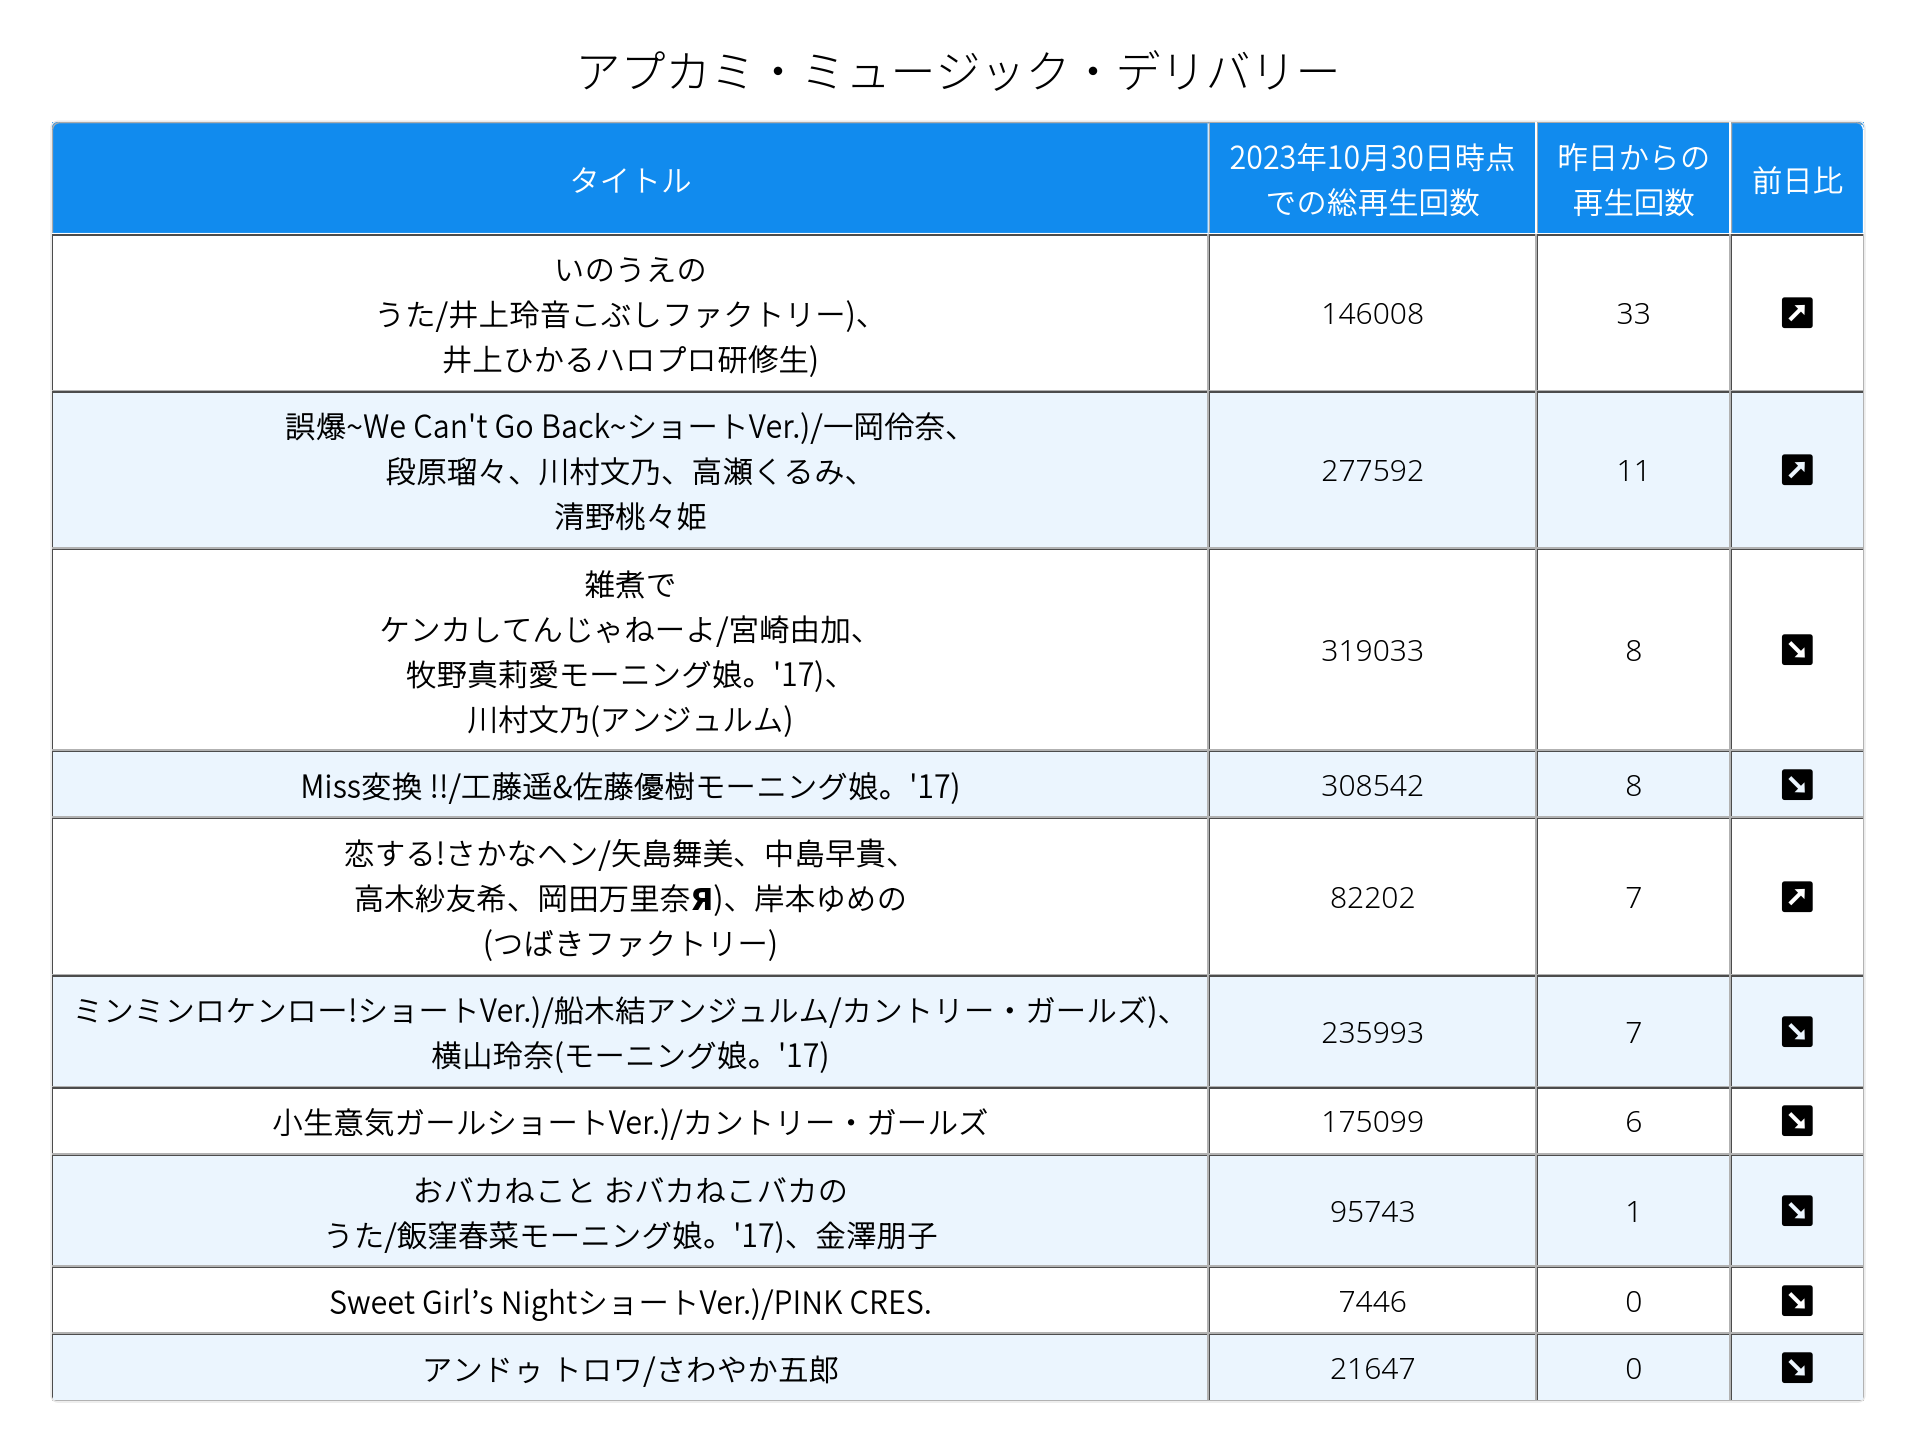 アプカミ・ミュージック・デリバリー
タイトル
2023年10月30日時点
での総再生回数
昨日からの
再生回数
前日比
いのうえの
うた/井上玲音こぶしファクトリー)、
井上ひかるハロプロ研修生)
146008
33
誤爆~We Can't Go Back~ショートVer.)/一岡伶奈、
段原瑠々、川村文乃、高瀬くるみ、
清野桃々姫
277592
11
雑煮で
ケンカしてんじゃねーよ/宮崎由加、
牧野真莉愛モーニング娘。'17)、
川村文乃(アンジュルム)
319033
8
Miss変換 !!/工藤遥&佐藤優樹モーニング娘。'17)
308542
8
恋する!さかなヘン/矢島舞美、中島早貴、
高木紗友希、岡田万里奈Я)、岸本ゆめの
(つばきファクトリー)
82202
7
ミンミンロケンロー!ショートVer.)/船木結アンジュルム/カントリー・ガールズ)、
横山玲奈(モーニング娘。'17)
235993
7
小生意気ガールショートVer.)/カントリー・ガールズ
175099
6
おバカねこと おバカねこバカの
うた/飯窪春菜モーニング娘。'17)、金澤朋子
95743
1
Sweet Girl’s NightショートVer.)/PINK CRES.
7446
0
アンドゥ トロワ/さわやか五郎
21647
0